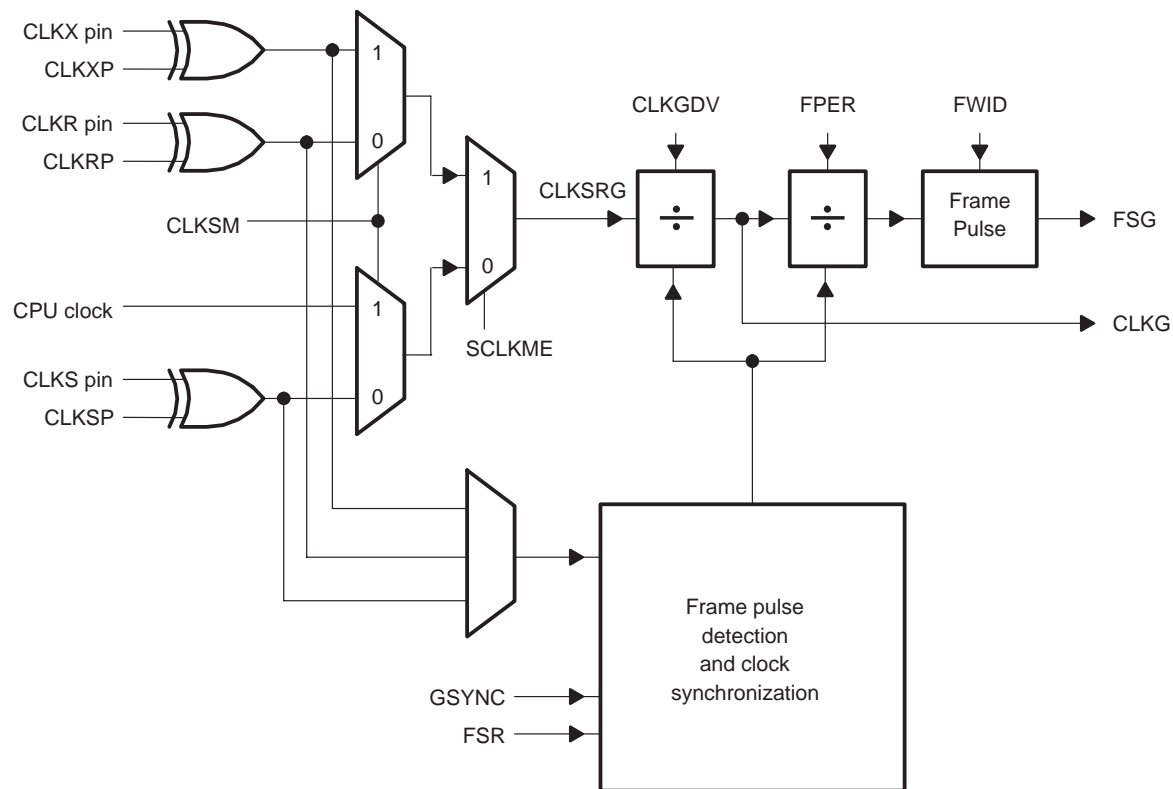 CLKX pin
CLKXP
1
CLKR pin
CLKRP
0
CLKSM
CPU clock
1
CLKS pin
CLKSP
0
1
0
SCLKME
CLKSRG
CLKGDV
÷
FPER
÷
FWID
Frame
Pulse
FSG
CLKG
Frame pulse
detection
and clock
synchronization
GSYNC
FSR